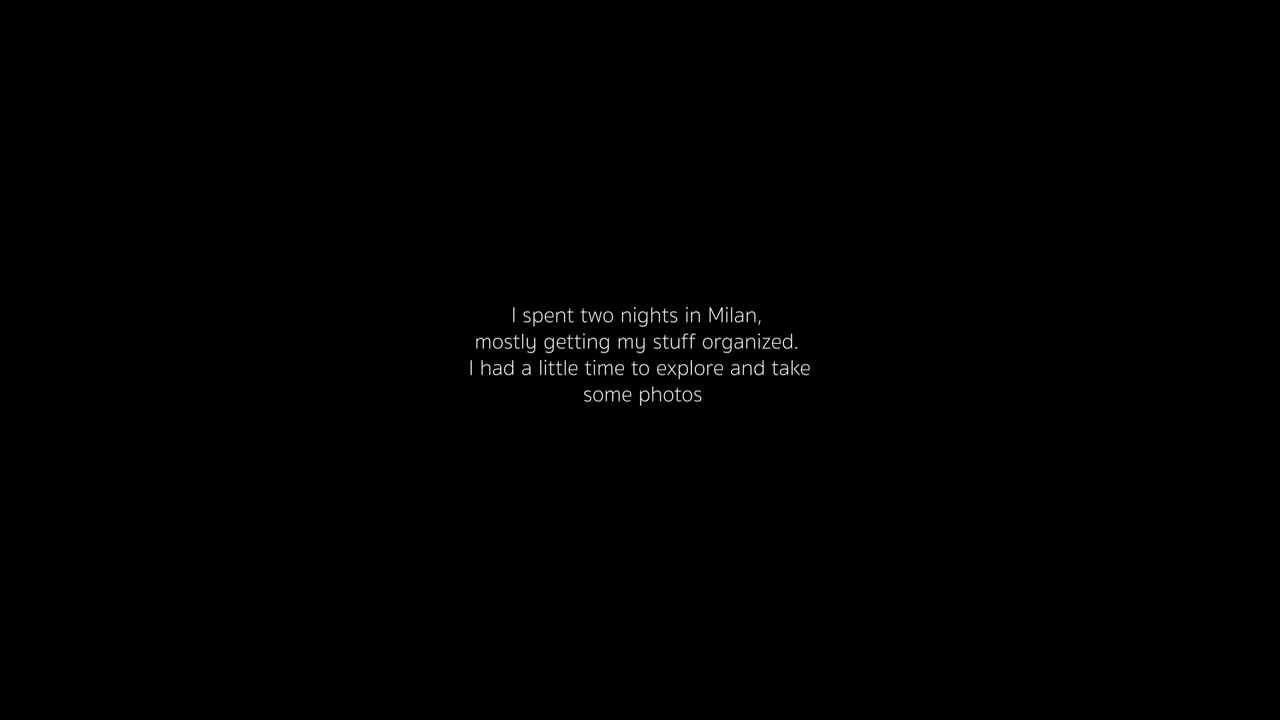 I spent two nights in Milan,
mostly getting my stuff organized.
I had a little time to explore and take
some photos